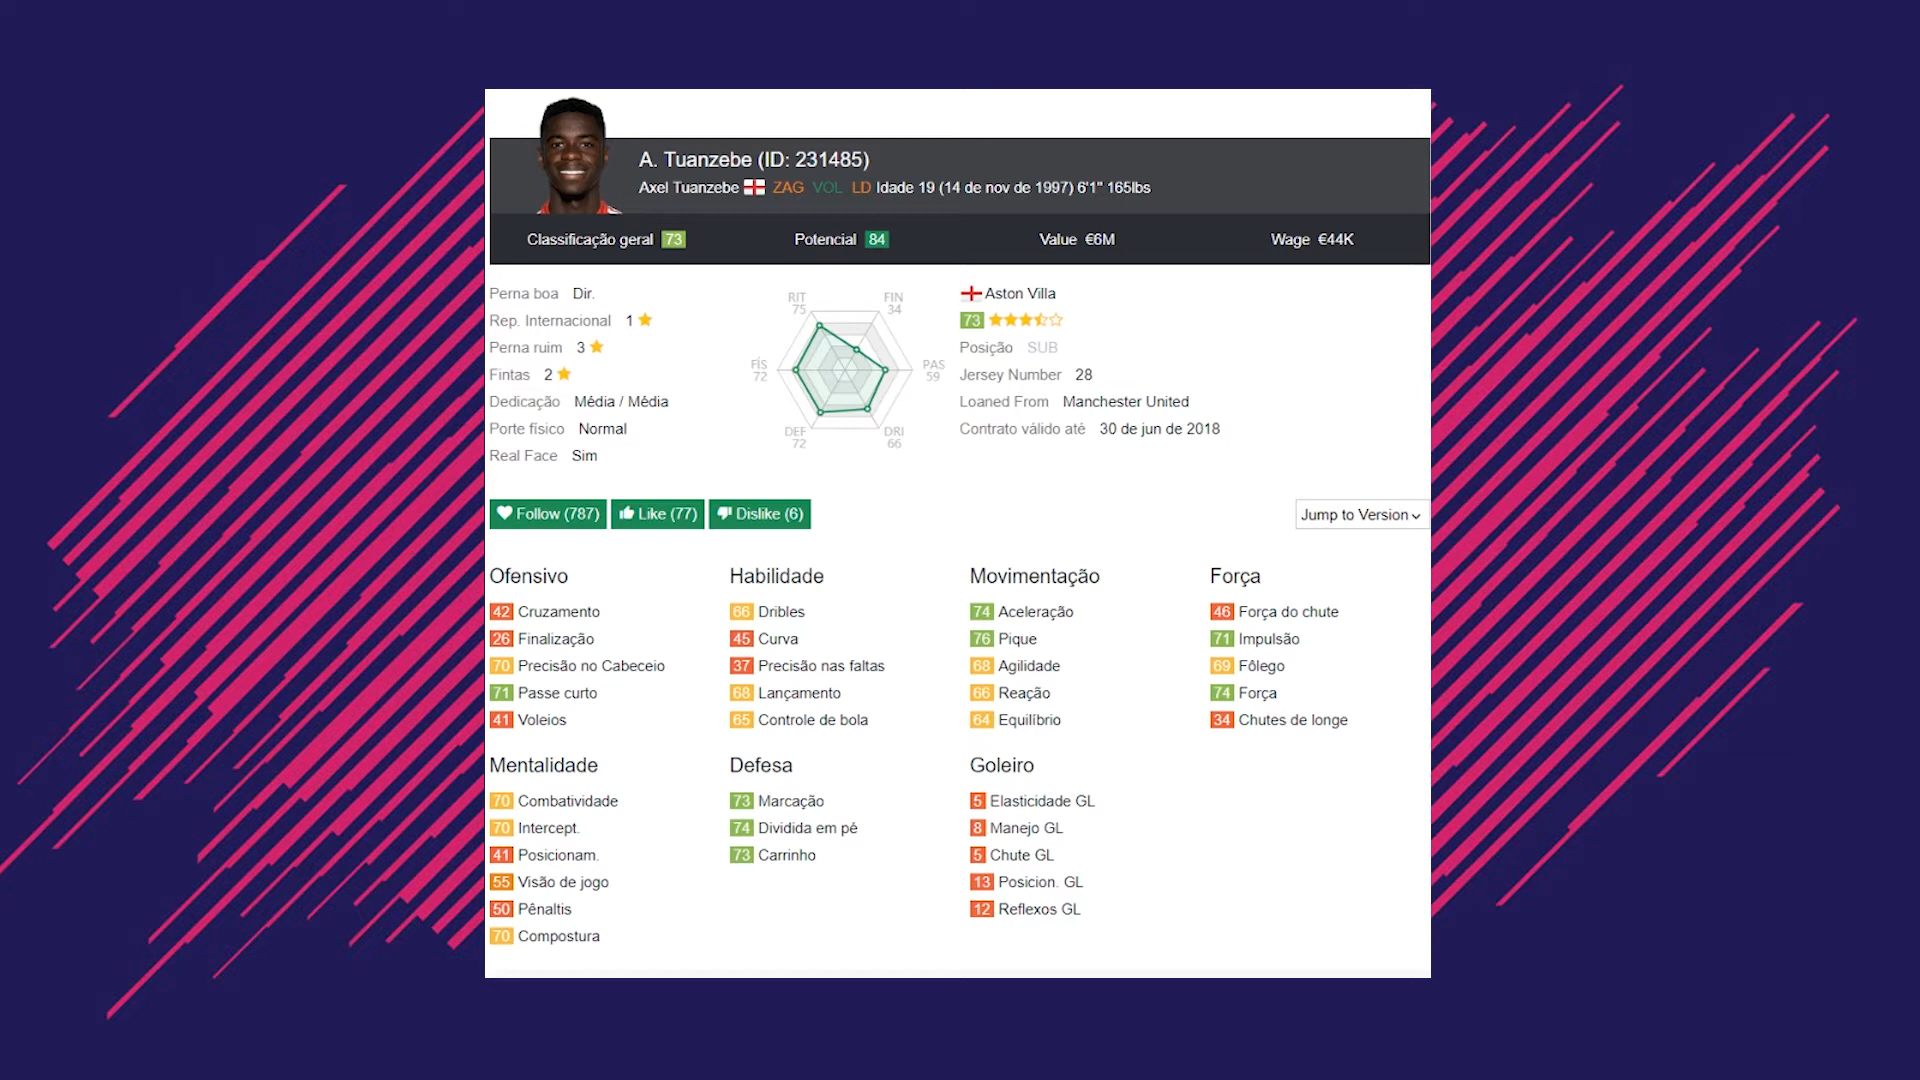 A. Tuanzebe (ID: 231485)
Axel Tuanzebe ZAG VOL LD Idade 19 (14 de nov de 1997) 6'1" 165lbs
Classificação geral 73 Potencial 84 Value €6M Wage €44K
Perna boa Dir.
Rep. Internacional 1
Perna ruim 3
Fintas 2
Dedicação Média / Média
Porte físico Normal
Real Face Sim
RIT
75
FIN
34
FÍS
72
PAS
59
DEF
72
DRI
66
Aston Villa
73
Posição SUB
Jersey Number 28
Loaned From Manchester United
Contrato válido até 30 de jun de 2018
Follow (787) Like (77) Dislike (6) Jump to Version
Ofensivo
42 Cruzamento
26 Finalização
70 Precisão no Cabeceio
71 Passe curto
41 Voleios
Habilidade
66 Dribles
45 Curva
37 Precisão nas faltas
68 Lançamento
65 Controle de bola
Movimentação
74 Aceleração
76 Pique
68 Agilidade
66 Reação
64 Equilíbrio
Força
46 Força do chute
71 Impulsão
69 Fôlego
74 Força
34 Chutes de longe
Mentalidade
70 Combatividade
70 Intercept.
41 Posicionam.
55 Visão de jogo
50 Pênaltis
70 Compostura
Defesa
73 Marcação
74 Dividida em pé
73 Carrinho
Goleiro
5 Elasticidade GL
8 Manejo GL
5 Chute GL
13 Posicion. GL
12 Reflexos GL